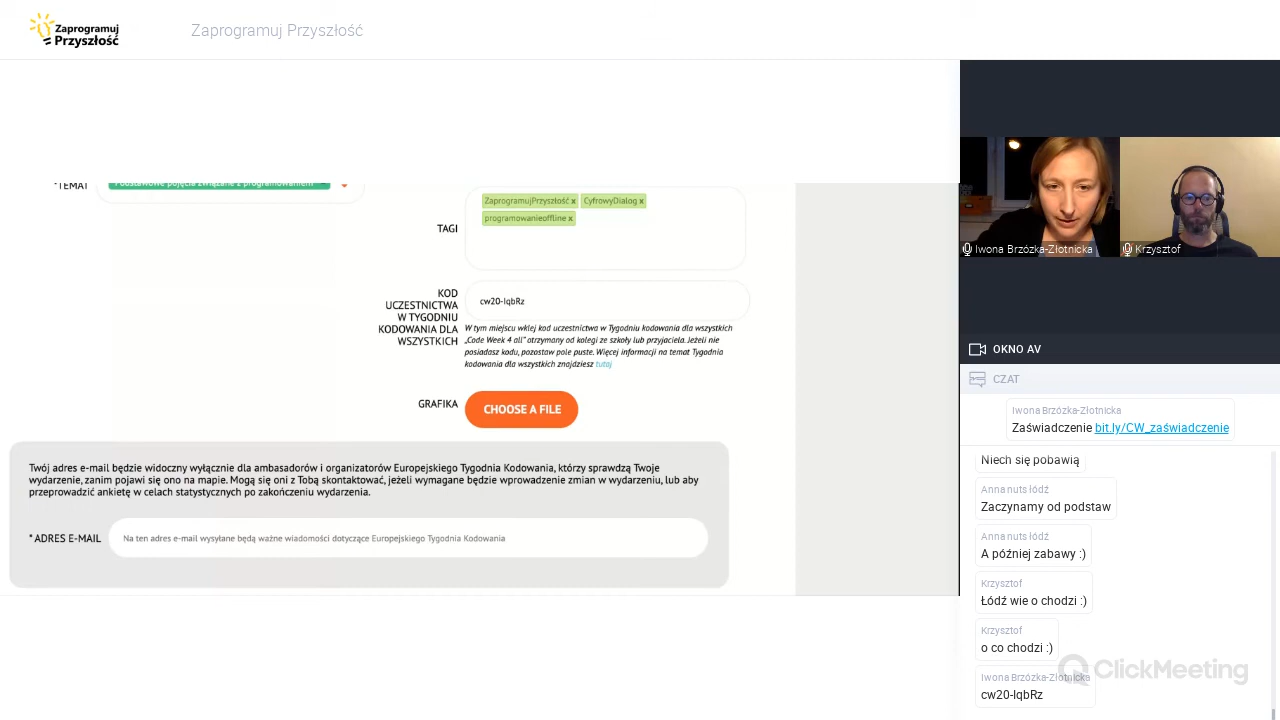 Zaprogramuj
Przyszłość
Zaprogramuj Przyszłość
*TEMAT
Podstawowe pojęcia związane z programowaniem
TAGI
ZaprogramujPrzyszłość x CyfrowyDialog x
programowanieoffline x
KOD
UCZESTNICTWA
W TYGODNIU
KODOWANIA DLA
WSZYSTKICH
cw20-IqbRz
W tym miejscu wklej kod uczestnictwa w Tygodniu kodowania dla wszystkich
„Code Week 4 all” otrzymany od kolegi ze szkoły lub przyjaciela. Jeżeli nie
posiadasz kodu, pozostaw pole puste. Więcej informacji na temat Tygodnia
kodowania dla wszystkich znajdziesz tutaj
GRAFIKA
CHOOSE A FILE
Twój adres e-mail będzie widoczny wyłącznie dla ambasadorów i organizatorów Europejskiego Tygodnia Kodowania, którzy sprawdzą Twoje
wydarzenie, zanim pojawi się ono na mapie. Mogą się oni z Tobą skontaktować, jeżeli wymagane będzie wprowadzenie zmian w wydarzeniu, lub aby
przeprowadzić ankietę w celach statystycznych po zakończeniu wydarzenia.
* ADRES E-MAIL
Na ten adres e-mail wysyłane będą ważne wiadomości dotyczące Europejskiego Tygodnia Kodowania
Iwona Brzózka-Złotnicka
Krzysztof
OKNO AV
CZAT
Iwona Brzózka-Złotnicka
Zaświadczenie bit.ly/CW_zaświadczenie
Niech się pobawią
Anna nuts łódź
Zaczynamy od podstaw
Anna nuts łódź
A później zabawy :)
Krzysztof
Łódź wie o chodzi :)
Krzysztof
o co chodzi :)
Iwona Brzózka-Złotnicka
cw20-IqbRz
ClickMeeting